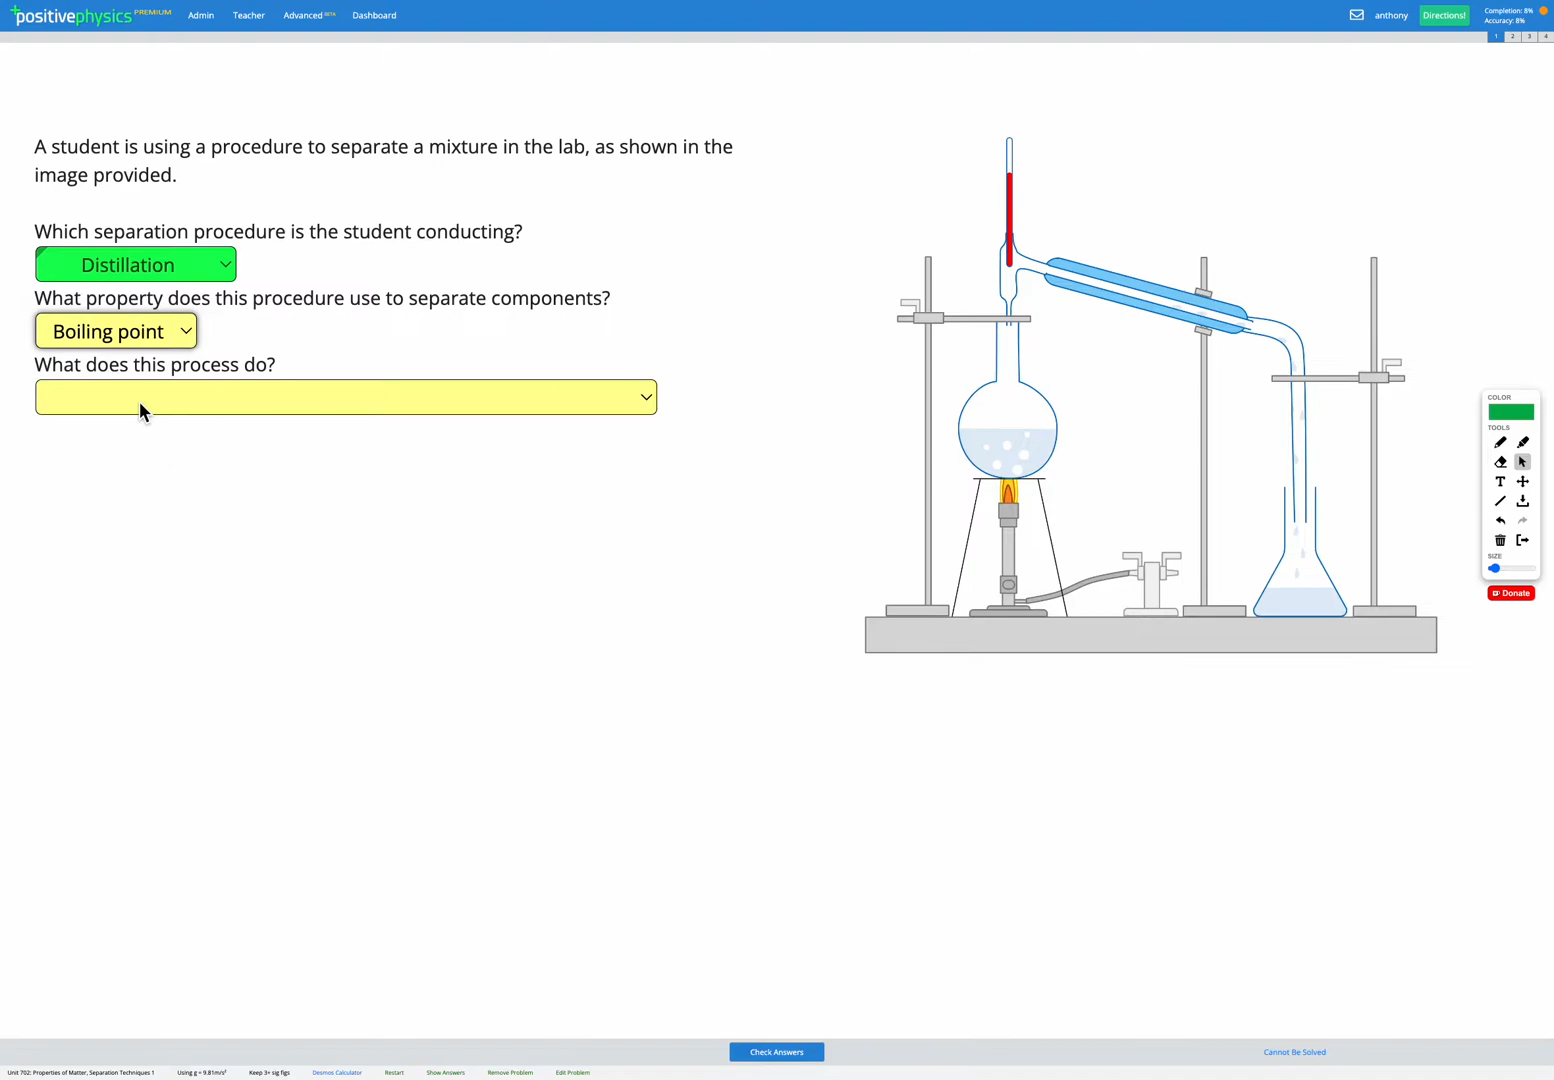 +positivephysics PREMIUM Admin Teacher Advanced BETA Dashboard anthony Directions! Completion: 8%
Accuracy: 8%
1 2 3 4
A student is using a procedure to separate a mixture in the lab, as shown in the
image provided.
Which separation procedure is the student conducting?
Distillation
What property does this procedure use to separate components?
Boiling point
What does this process do?
COLOR
TOOLS
T
SIZE
Donate
Check Answers Cannot Be Solved
Unit 702: Properties of Matter, Separation Techniques 1 Using g = 9.81m/s² Keep 3+ sig figs Desmos Calculator Restart Show Answers Remove Problem Edit Problem